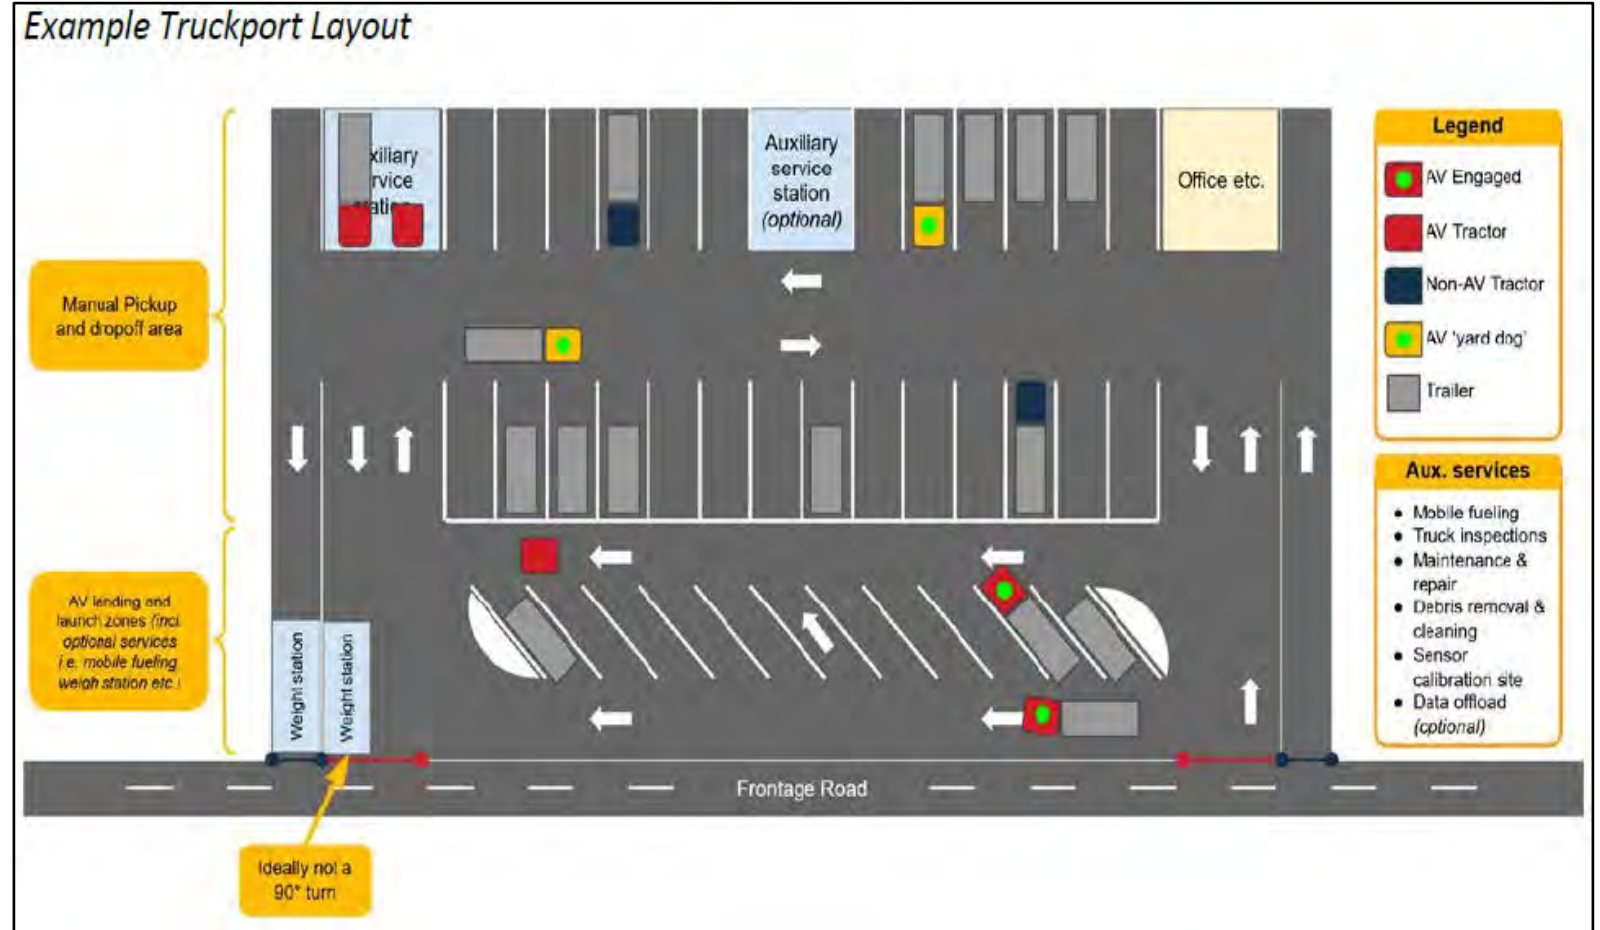 Example Truckport Layout
xiliary
rvice
static
Auxiliary
service
station
(optional)
Office etc.
Manual Pickup
and dropoff area
AV landing and
launch zones (incl.
optional services
i.e. mobile fueling
weigh station etc.)
Weight station
Weight station
Frontage Road
Ideally not a
90° turn
Legend
AV Engaged
AV Tractor
Non-AV Tractor
AV 'yard dog'
Trailer
Aux. services
• Mobile fueling
• Truck inspections
• Maintenance &
repair
• Debris removal &
cleaning
• Sensor
calibration site
• Data offload
(optional)